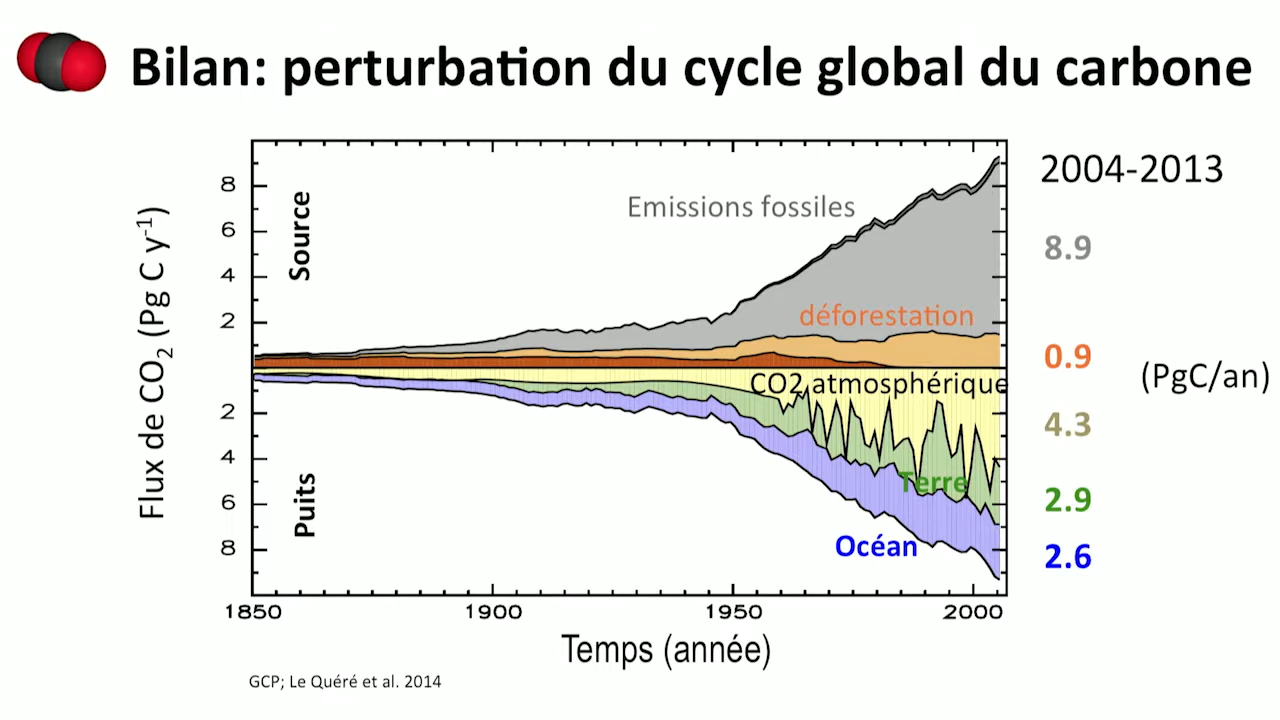 Bilan: perturbation du cycle global du carbone
2004-2013
8
6
4
2
2
4
6
8
Flux de CO2 (Pg C y-1)
Source
Puits
Emissions fossiles
déforestation
CO2 atmosphérique
Terre
Océan
8.9
0.9
(PgC/an)
4.3
2.9
2.6
1850 1900 1950 2000
Temps (année)
GCP; Le Quéré et al. 2014